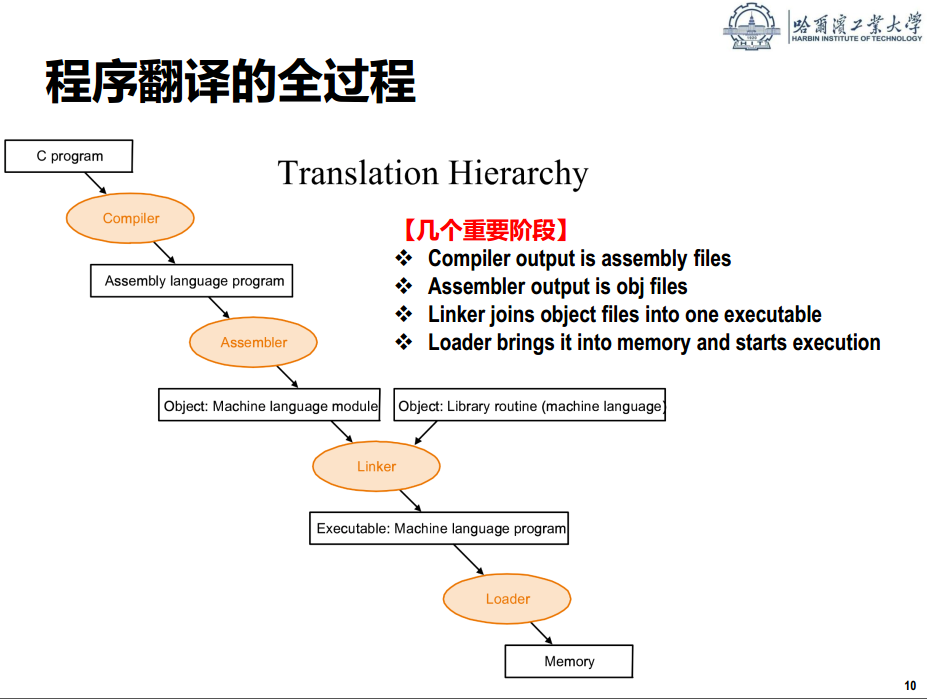 哈爾濱工業大學
HARBIN INSTITUTE OF TECHNOLOGY
HIT
程序翻译的全过程
Translation Hierarchy
【几个重要阶段】
❖ Compiler output is assembly files
❖ Assembler output is obj files
❖ Linker joins object files into one executable
❖ Loader brings it into memory and starts execution
C program
Compiler
Assembly language program
Assembler
Object: Machine language module
Object: Library routine (machine language)
Linker
Executable: Machine language program
Loader
Memory
10